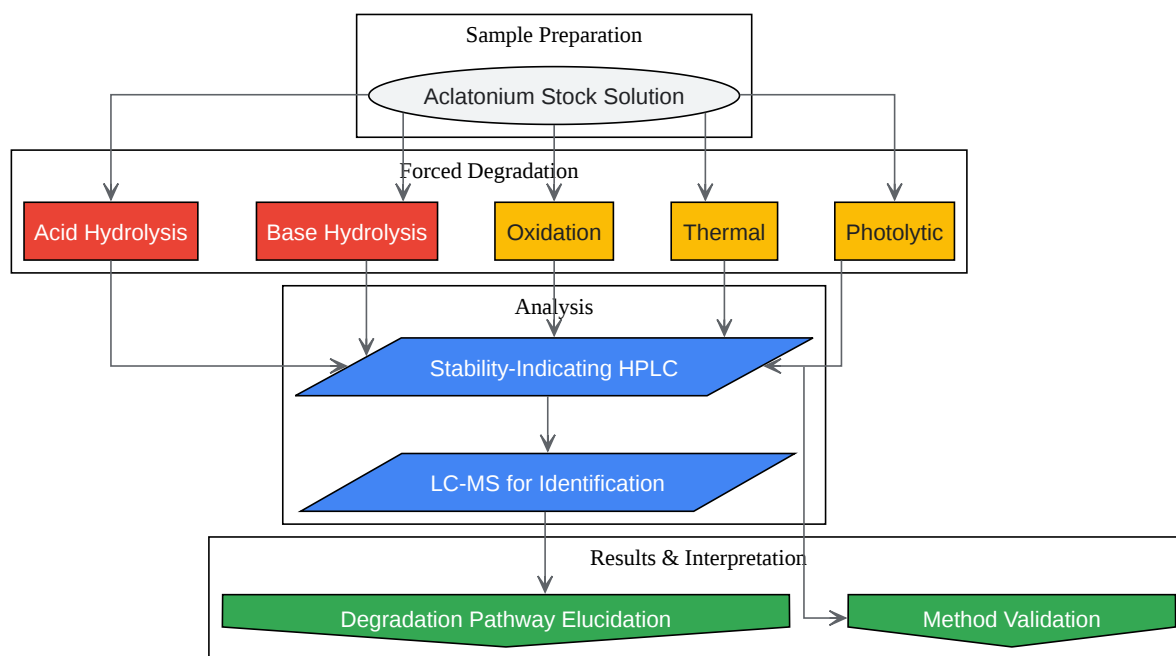 Sample Preparation
Aclatonium Stock Solution
Forced Degradation
Acid Hydrolysis
Base Hydrolysis
Oxidation
Thermal
Photolytic
Analysis
Stability-Indicating HPLC
LC-MS for Identification
Results & Interpretation
Degradation Pathway Elucidation
Method Validation